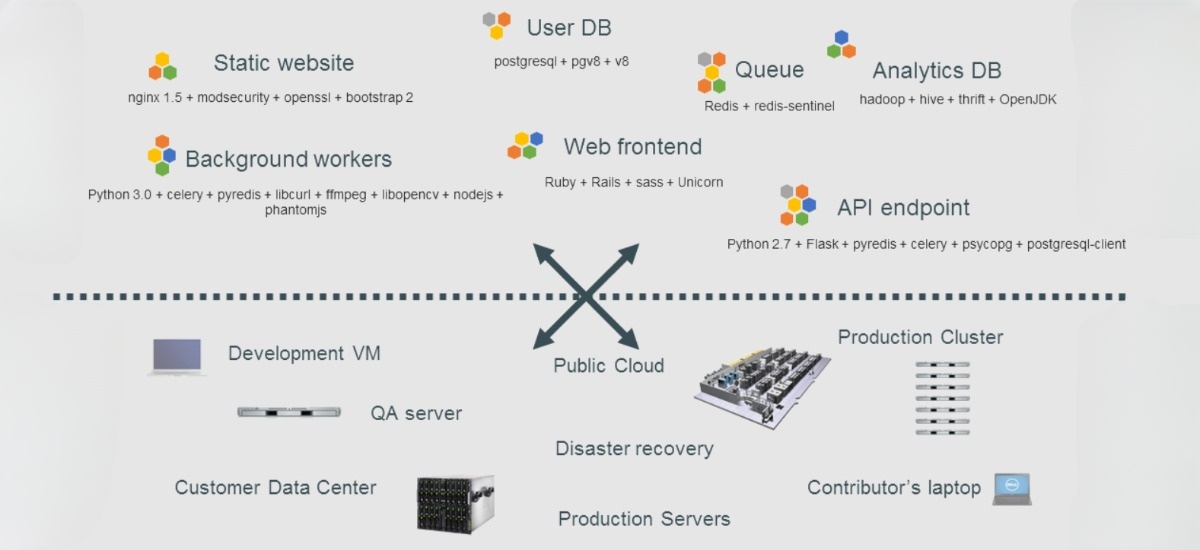 User DB
postgresql + pgv8 + v8
Static website
nginx 1.5 + modsecurity + openssl + bootstrap 2
Queue
Redis + redis-sentinel
Analytics DB
hadoop + hive + thrift + OpenJDK
Background workers
Python 3.0 + celery + pyredis + libcurl + ffmpeg + libopencv + nodejs +
phantomjs
Web frontend
Ruby + Rails + sass + Unicorn
API endpoint
Python 2.7 + Flask + pyredis + celery + psycopg + postgresql-client
Development VM
Public Cloud
Production Cluster
QA server
Disaster recovery
Customer Data Center
Contributor's laptop
DELL
Production Servers